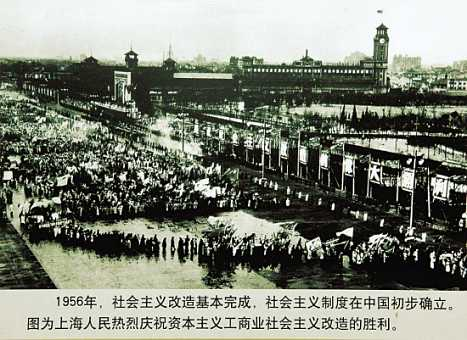 1956年，社会主义改造基本完成，社会主义制度在中国初步确立。
图为上海人民热烈庆祝资本主义工商业社会主义改造的胜利。